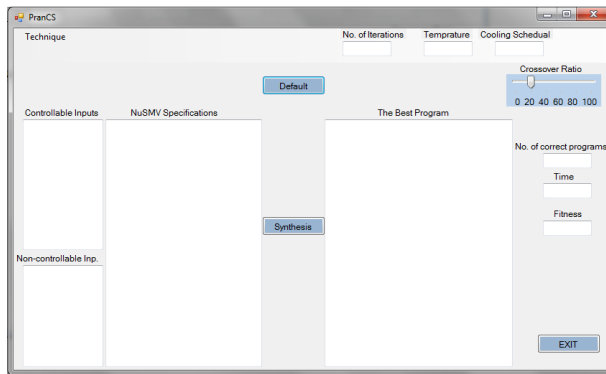 PranCS
Technique
No. of Iterations Temprature Cooling Schedual
Crossover Ratio
Default
0 20 40 60 80 100
Controllable Inputs NuSMV Specifications The Best Program
No. of correct programs
Time
Synthesis
Fitness
Non-controllable Inp.
EXIT